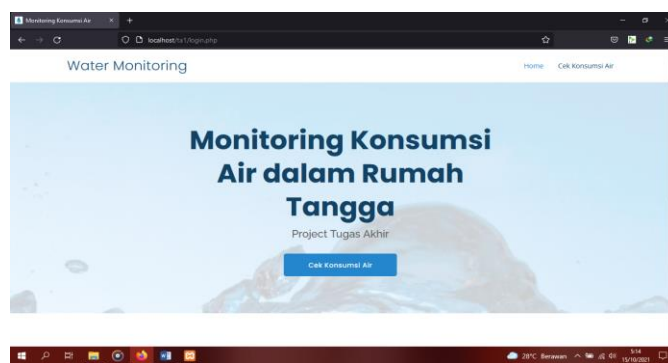 Monitoring Konsumsi Air
localhost/ta1/login.php
Water Monitoring
Home Cek Konsumsi Air
Monitoring Konsumsi
Air dalam Rumah
Tangga
Project Tugas Akhir
Cek Konsumsi Air
28°C Berawan
5:14
15/10/2021